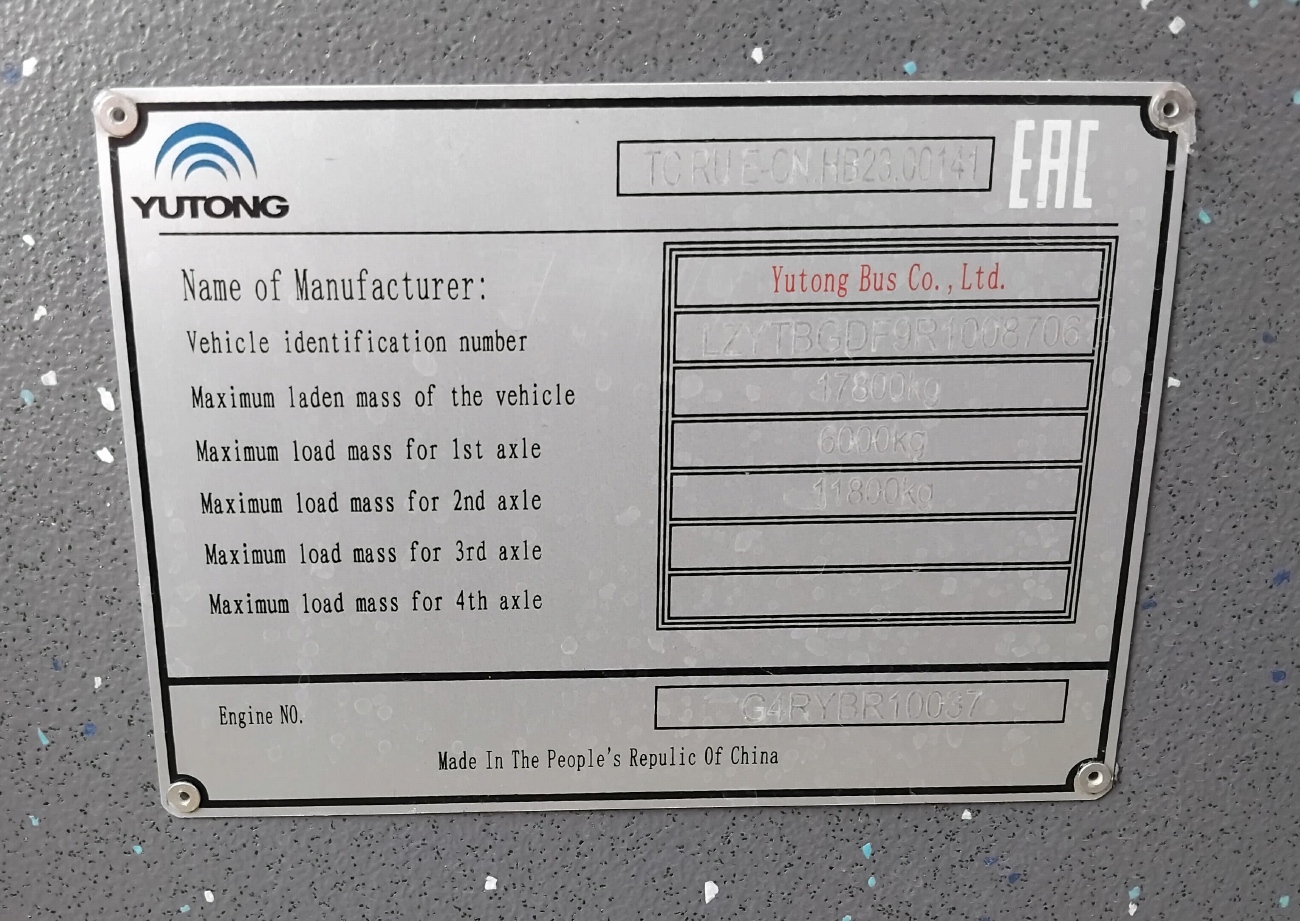 YUTONG
TC RU E-CN.HB23.00141
EAC
Name of Manufacturer: Yutong Bus Co.,Ltd.
Vehicle identification number LZYTBGDF9R1008706
Maximum laden mass of the vehicle 17800kg
Maximum load mass for 1st axle 6000kg
Maximum load mass for 2nd axle 11800kg
Maximum load mass for 3rd axle
Maximum load mass for 4th axle
Engine NO. G4RYBR10037
Made In The People's Repulic Of China